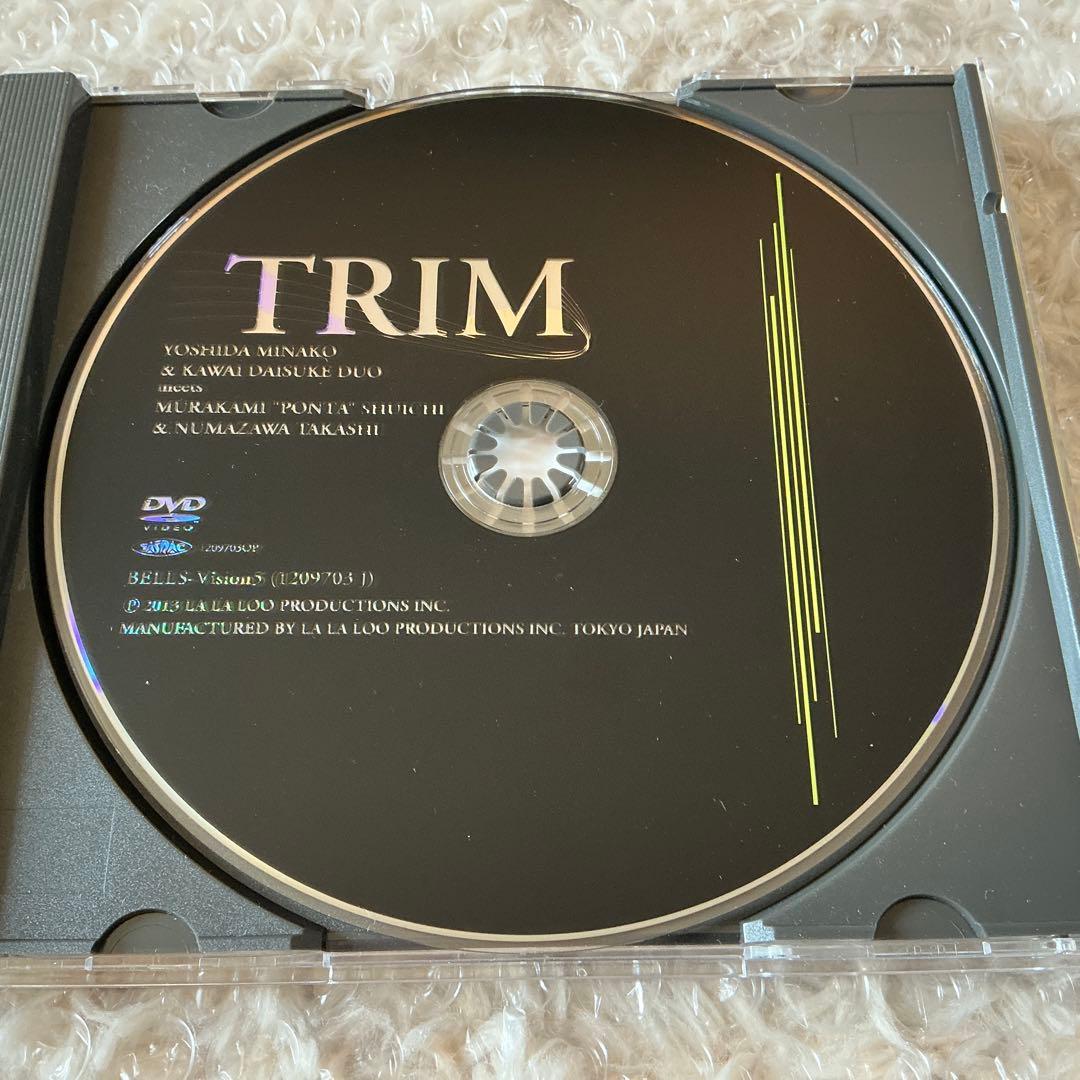 TRIM
YOSHIDA MINAKO
& KAWAI DAISUKE DUO
meets
MURAKAMI "PONTA" SHUICHI
& NUMAZAWA TAKASHI
DVD
VIDEO
1209703OP
BELLS-Vision5 (1209703 J)
Ⓟ 2013 LA LA LOO PRODUCTIONS INC.
MANUFACTURED BY LA LA LOO PRODUCTIONS INC. TOKYO JAPAN